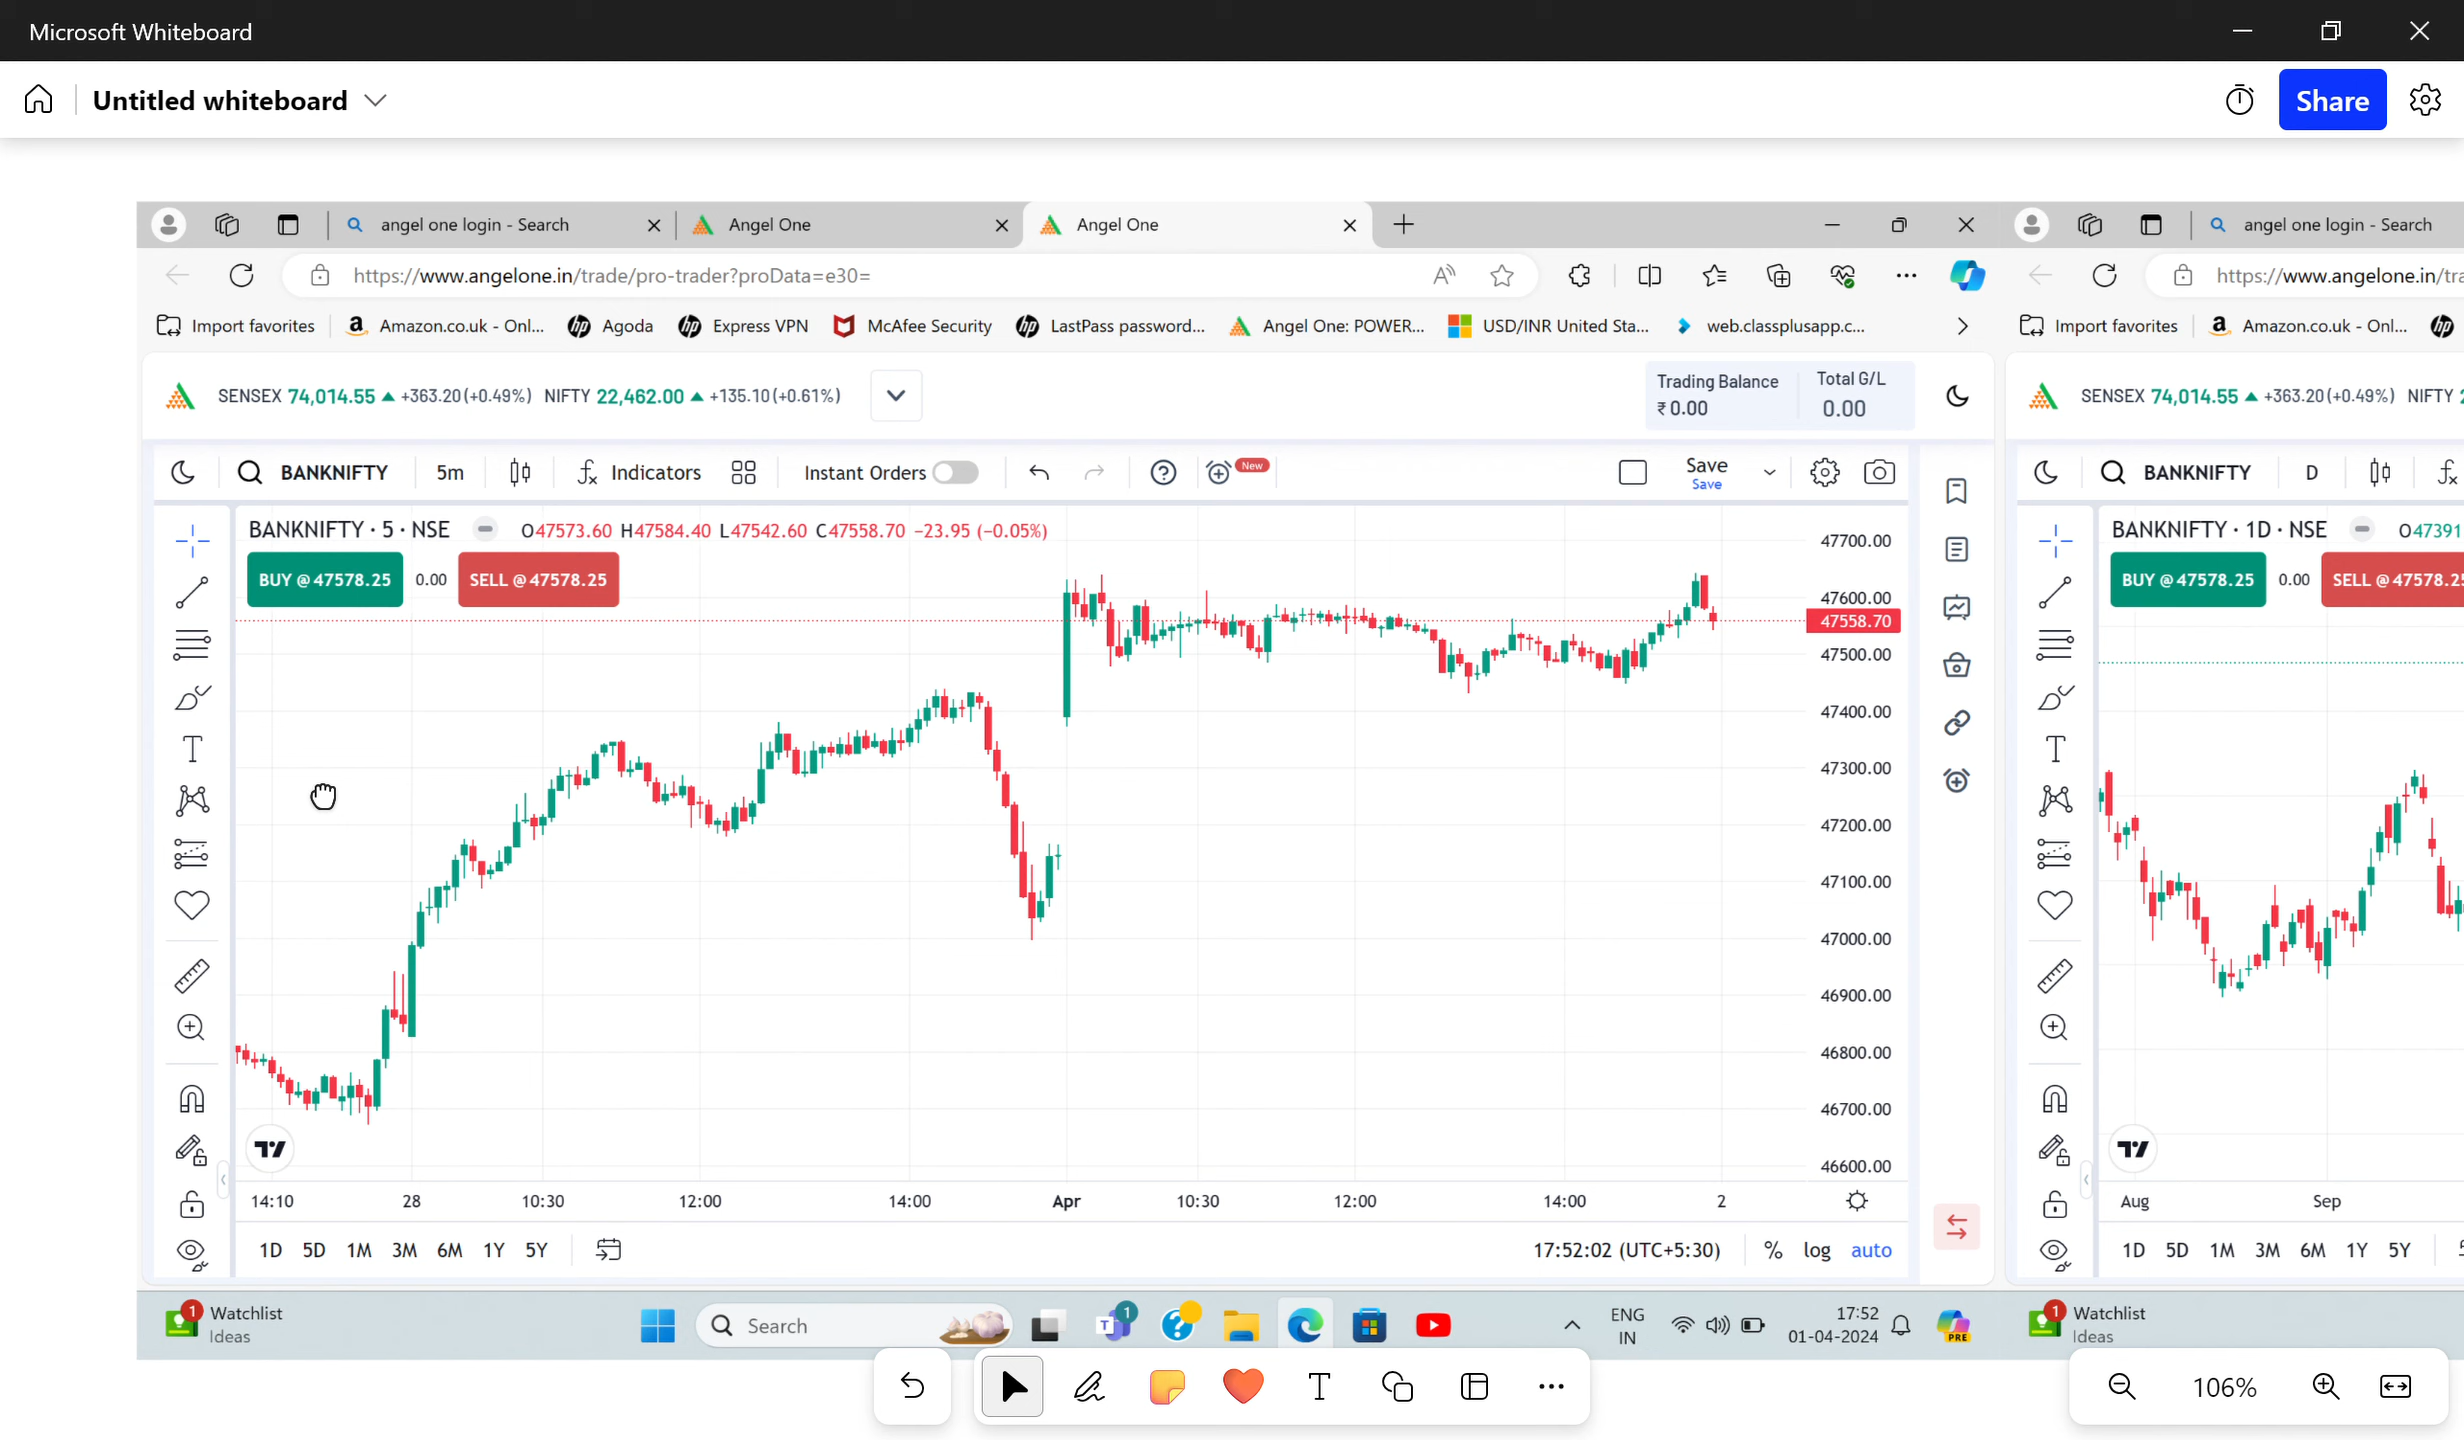 Microsoft Whiteboard
Untitled whiteboard
Share
angel one login - Search
Angel One
Angel One
angel one login - Search
https://www.angelone.in/trade/pro-trader?proData=e30=
https://www.angelone.in/tra
Import favorites
Amazon.co.uk - Onl...
Agoda
Express VPN
McAfee Security
LastPass password...
Angel One: POWER...
USD/INR United Sta...
web.classplusapp.c...
Import favorites
Amazon.co.uk - Onl...
SENSEX 74,014.55 ▲ +363.20(+0.49%) NIFTY 22,462.00 ▲ +135.10(+0.61%)
Trading Balance
₹0.00
Total G/L
0.00
SENSEX 74,014.55 ▲ +363.20(+0.49%) NIFTY
BANKNIFTY
5m
Indicators
Instant Orders
New
Save
Save
BANKNIFTY
D
BANKNIFTY · 5 · NSE
O47573.60 H47584.40 L47542.60 C47558.70 −23.95 (−0.05%)
BUY @ 47578.25
0.00
SELL @ 47578.25
BANKNIFTY · 1D · NSE
O47391
BUY @ 47578.25
0.00
SELL @ 47578.25
47700.00
47600.00
47558.70
47500.00
47400.00
47300.00
47200.00
47100.00
47000.00
46900.00
46800.00
46700.00
46600.00
14:10
28
10:30
12:00
14:00
Apr
10:30
12:00
14:00
2
Aug
Sep
1D 5D 1M 3M 6M 1Y 5Y
17:52:02 (UTC+5:30)
%
log
auto
1D 5D 1M 3M 6M 1Y 5Y
1
Watchlist
Ideas
Search
1
ENG
IN
17:52
01-04-2024
PRE
1
Watchlist
Ideas
106%